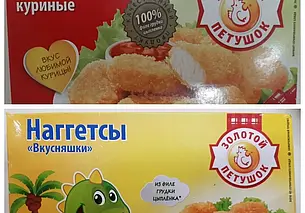 куриные
100%
ВКУС
ЛЮБИМОЙ
КУРИЦЫ!
ПЕТУШОК
Наггетсы
«Вкусняшки»
ИЗ ФИЛЕ
ГРУДКИ
ЦЫПЛЁНКА
ЗОЛОТОЙ
ПЕТУШОК